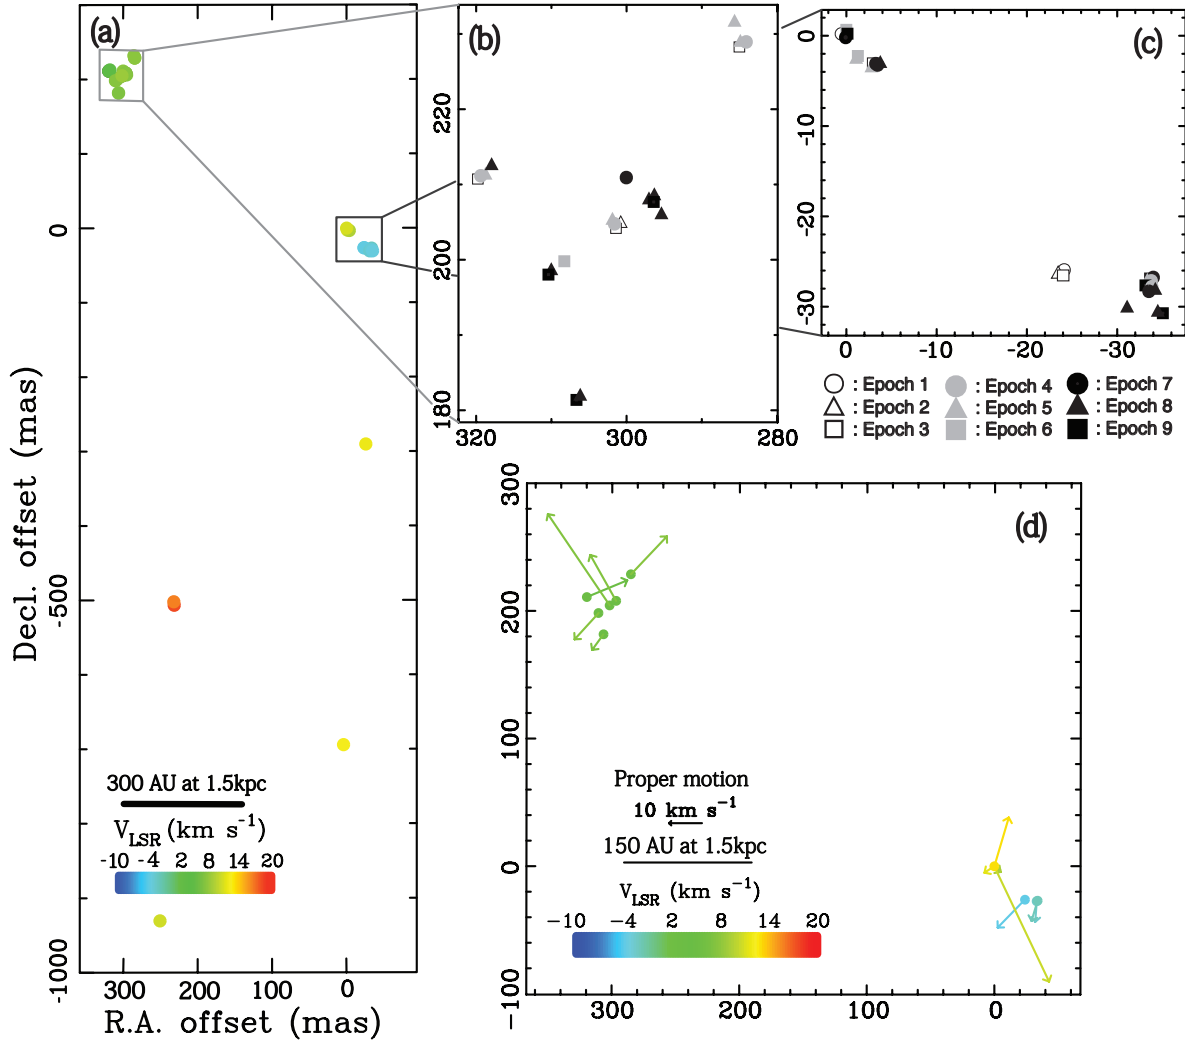 (a)
0
-500
-1000
Decl. offset (mas)
300 AU at 1.5kpc
VLSR (km s−1)
-10 -4 2 8 14 20
300 200 100 0
R.A. offset (mas)
(b)
220
200
180
320 300 280
(c)
0
-10
-20
-30
0 -10 -20 -30
: Epoch 1 : Epoch 4 : Epoch 7
: Epoch 2 : Epoch 5 : Epoch 8
: Epoch 3 : Epoch 6 : Epoch 9
(d)
300
200
100
0
-100
Proper motion
10 km s−1
150 AU at 1.5kpc
VLSR (km s−1)
-10 -4 2 8 14 20
300 200 100 0